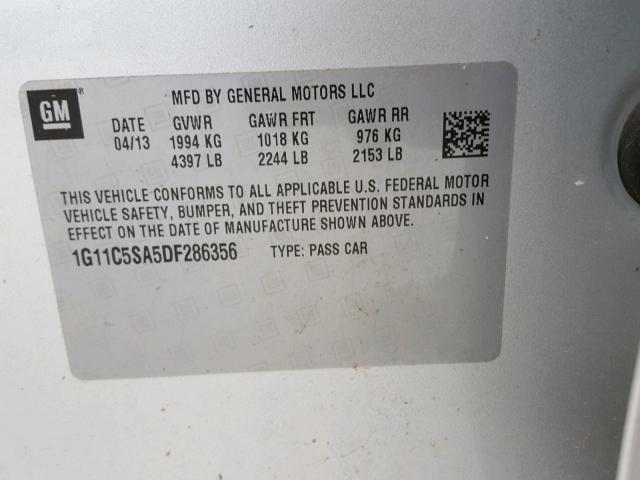 GM
MFD BY GENERAL MOTORS LLC
DATE GVWR GAWR FRT GAWR RR
04/13 1994 KG 1018 KG 976 KG
4397 LB 2244 LB 2153 LB
THIS VEHICLE CONFORMS TO ALL APPLICABLE U.S. FEDERAL MOTOR
VEHICLE SAFETY, BUMPER, AND THEFT PREVENTION STANDARDS IN
EFFECT ON THE DATE OF MANUFACTURE SHOWN ABOVE.
1G11C5SA5DF286356 TYPE: PASS CAR